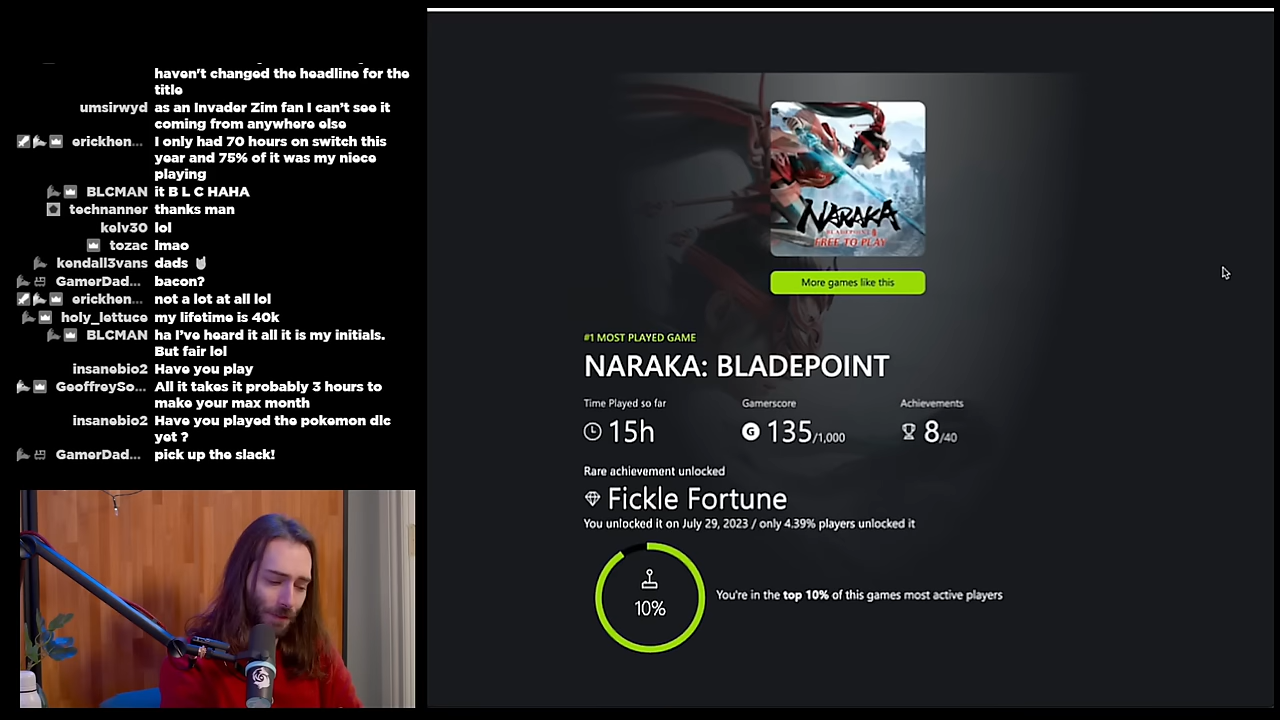 haven't changed the headline for the
title
umsirwyd as an Invader Zim fan I can't see it
coming from anywhere else
erickhen... I only had 70 hours on switch this
year and 75% of it was my niece
playing
BLCMAN it B L C HAHA
technanner thanks man
kelv30 lol
tozac lmao
kendall3vans dads 🤘
GamerDad... bacon?
erickhen... not a lot at all lol
holy_lettuce my lifetime is 40k
BLCMAN ha I've heard it all it is my initials.
But fair lol
insanebio2 Have you play
GeoffreySo... All it takes it probably 3 hours to
make your max month
insanebio2 Have you played the pokemon dlc
yet ?
GamerDad... pick up the slack!
NARAKA
BLADEPOINT
FREE TO PLAY
More games like this
#1 MOST PLAYED GAME
NARAKA: BLADEPOINT
Time Played so far Gamerscore Achievements
15h G 135/1,000 8/40
Rare achievement unlocked
Fickle Fortune
You unlocked it on July 29, 2023 / only 4.39% players unlocked it
10%
You're in the top 10% of this games most active players